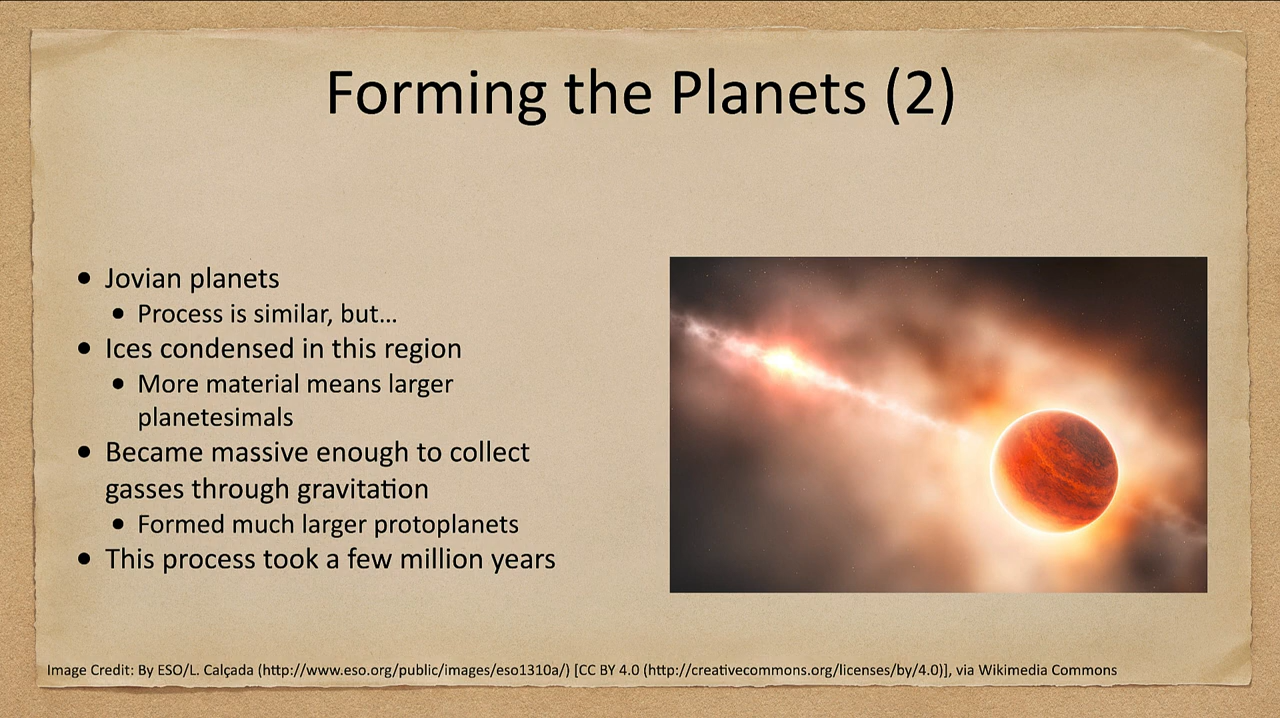 Forming the Planets (2)
• Jovian planets
• Process is similar, but...
• Ices condensed in this region
• More material means larger
planetesimals
• Became massive enough to collect
gasses through gravitation
• Formed much larger protoplanets
• This process took a few million years
Image Credit: By ESO/L. Calçada (http://www.eso.org/public/images/eso1310a/) [CC BY 4.0 (http://creativecommons.org/licenses/by/4.0)], via Wikimedia Commons